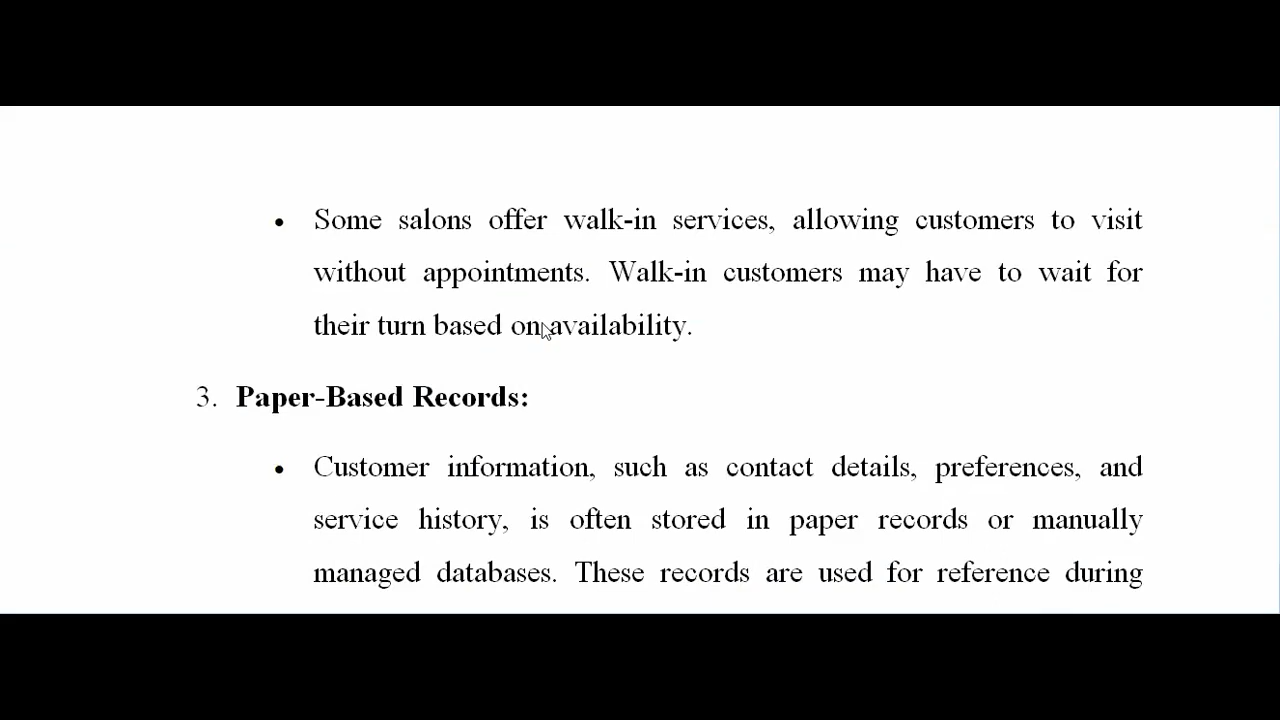 • Some salons offer walk-in services, allowing customers to visit
without appointments. Walk-in customers may have to wait for
their turn based on availability.
3. Paper-Based Records:
• Customer information, such as contact details, preferences, and
service history, is often stored in paper records or manually
managed databases. These records are used for reference during